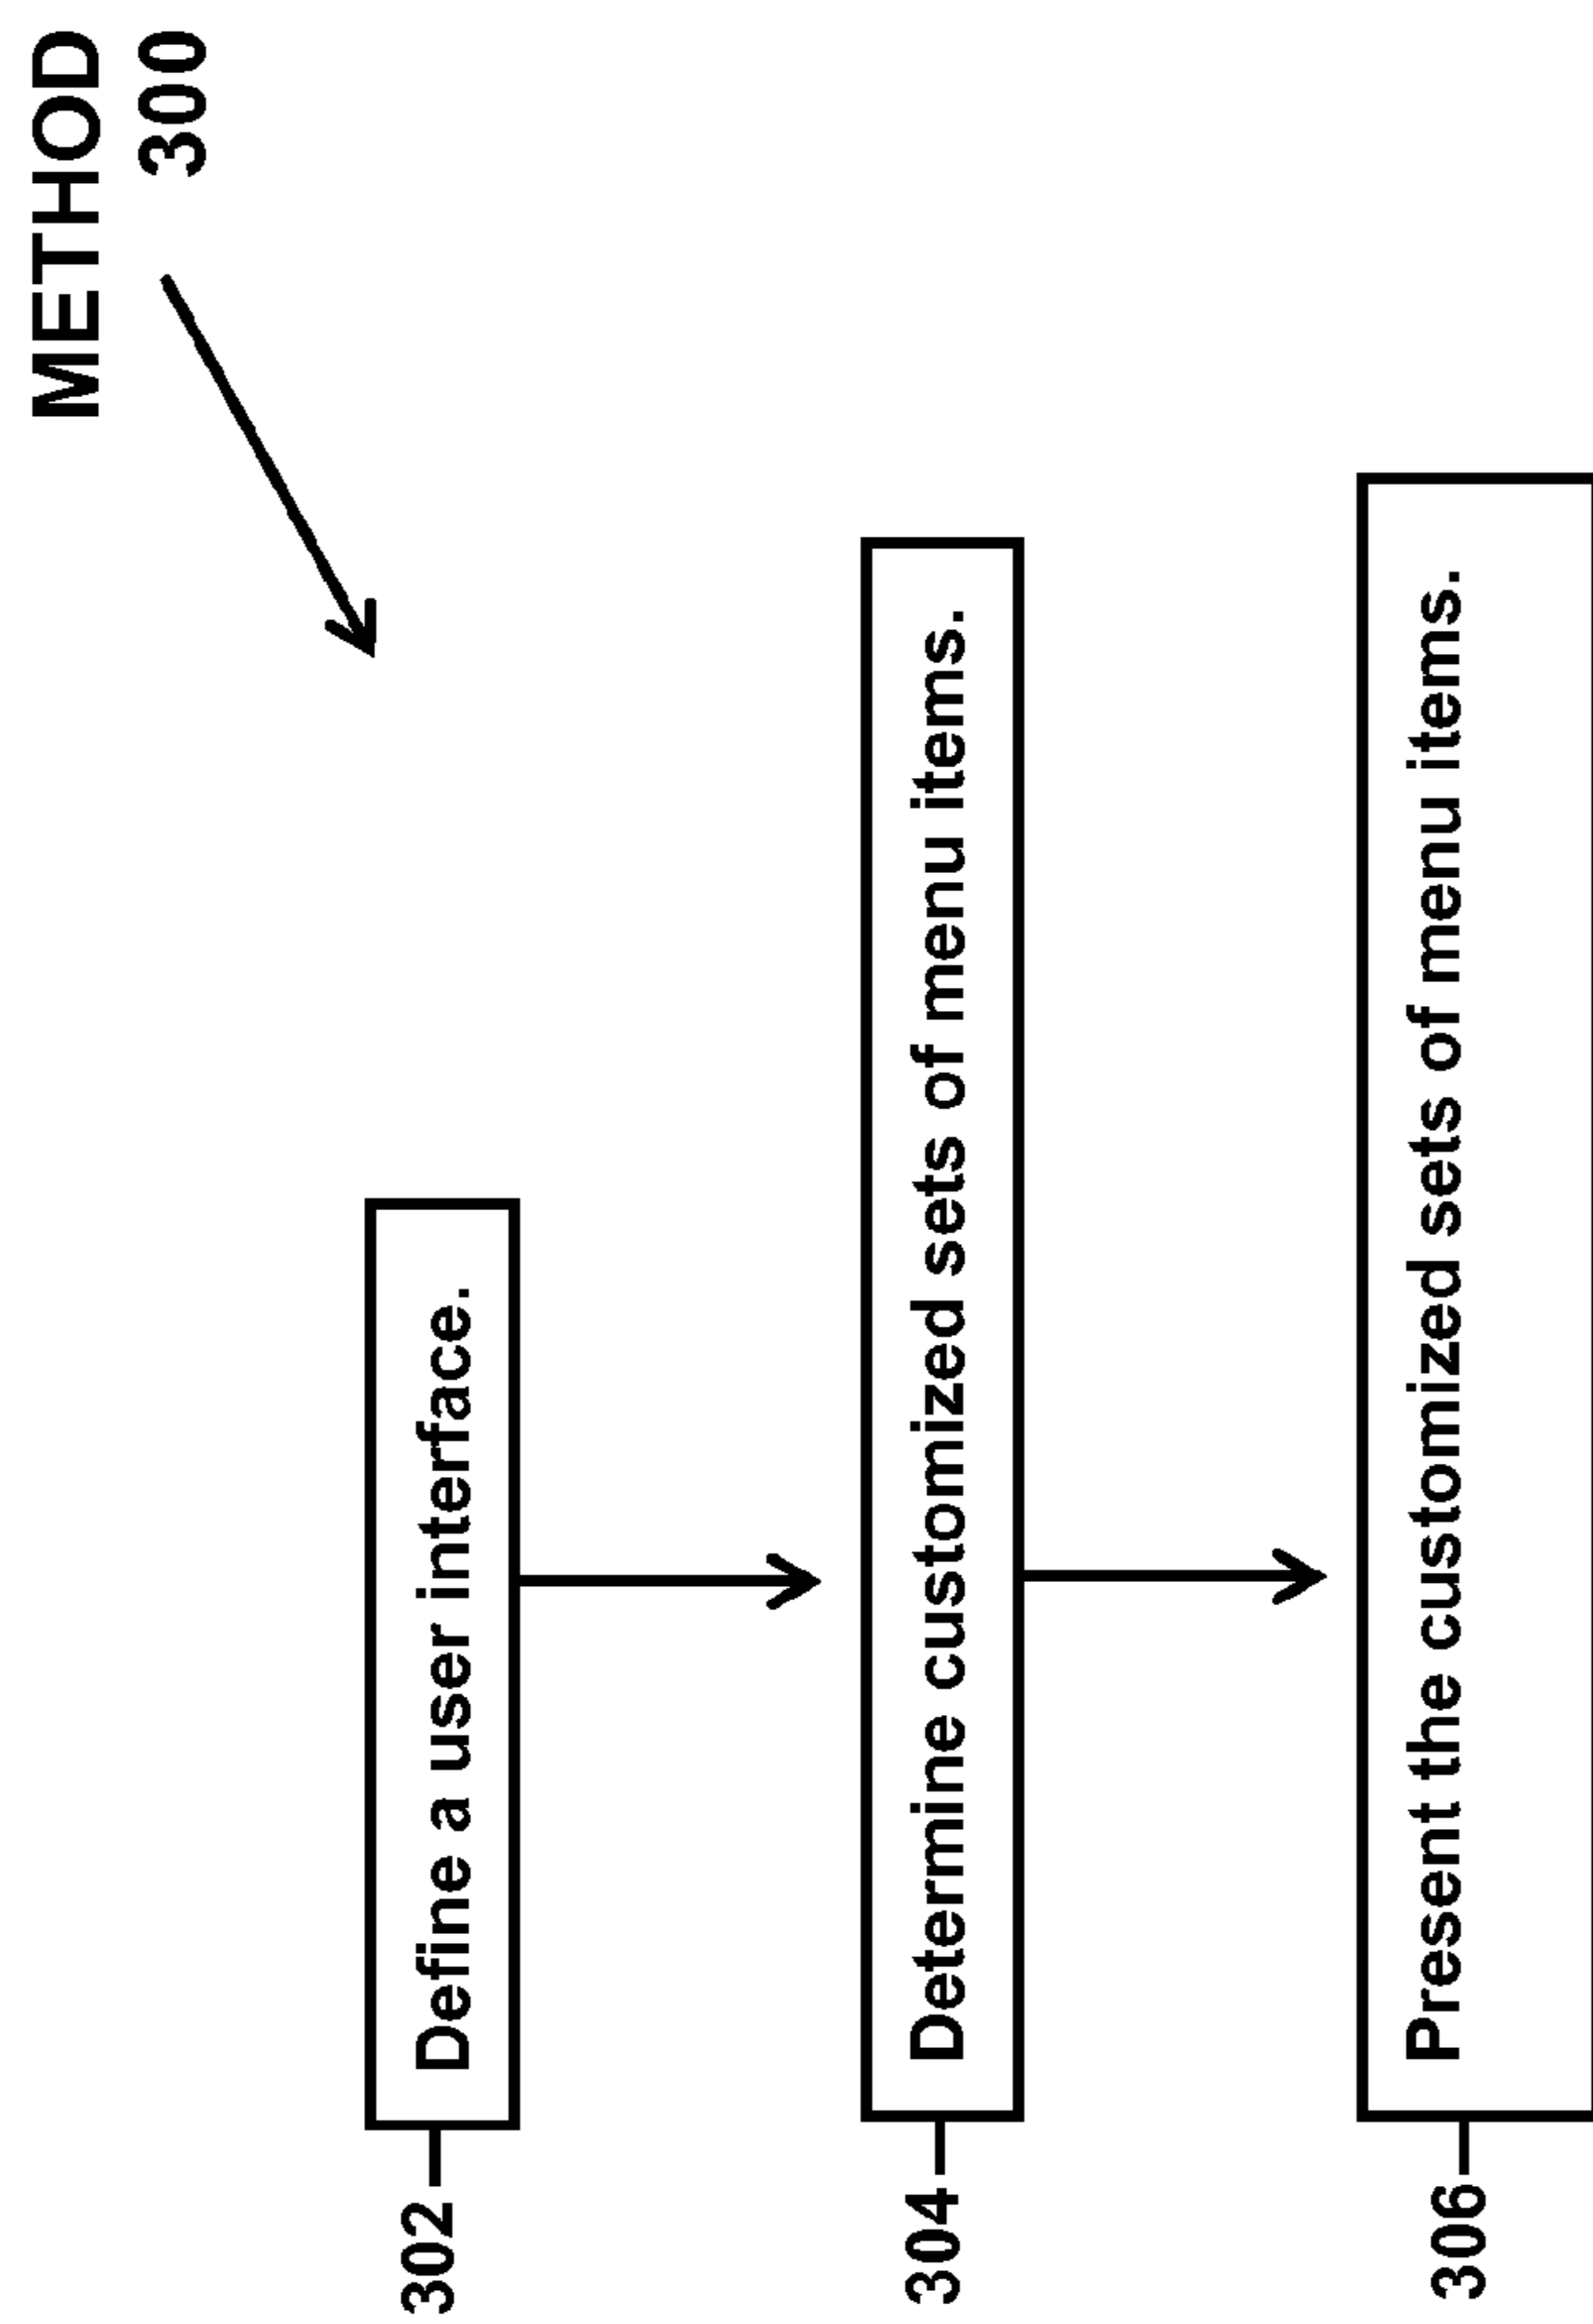 METHOD
300
302
Define a user interface.
304
Determine customized sets of menu items.
306
Present the customized sets of menu items.